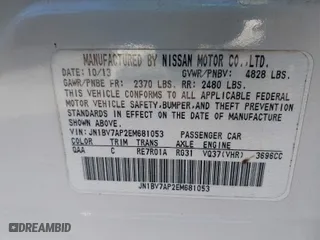 MANUFACTURED BY NISSAN MOTOR CO.,LTD.
DATE: 10/13 GVWR/PNBV: 4828 LBS.
GAWR/PNBE FR: 2370 LBS. RR: 2480 LBS.
THIS VEHICLE CONFORMS TO ALL APPLICABLE FEDERAL
MOTOR VEHICLE SAFETY,BUMPER,AND THEFT PREVENTION
STANDARDS IN EFFECT ON THE DATE OF MANUFACTURE
SHOWN ABOVE.
VIN: JN1BV7AP2EM681053 PASSENGER CAR
COLOR TRIM TRANS AXLE ENGINE
QAA C RE7R01A RG31 VQ37(VHR) 3696CC
JN1BV7AP2EM681053
© AutoBidMaster